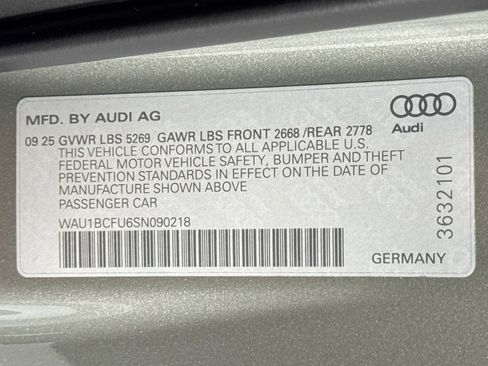 MFD. BY AUDI AG
Audi
09 25 GVWR LBS 5269 GAWR LBS FRONT 2668 /REAR 2778
THIS VEHICLE CONFORMS TO ALL APPLICABLE U.S.
FEDERAL MOTOR VEHICLE SAFETY, BUMPER AND THEFT
PREVENTION STANDARDS IN EFFECT ON THE DATE OF
MANUFACTURE SHOWN ABOVE
PASSENGER CAR
WAU1BCFU6SN090218
3632101
GERMANY